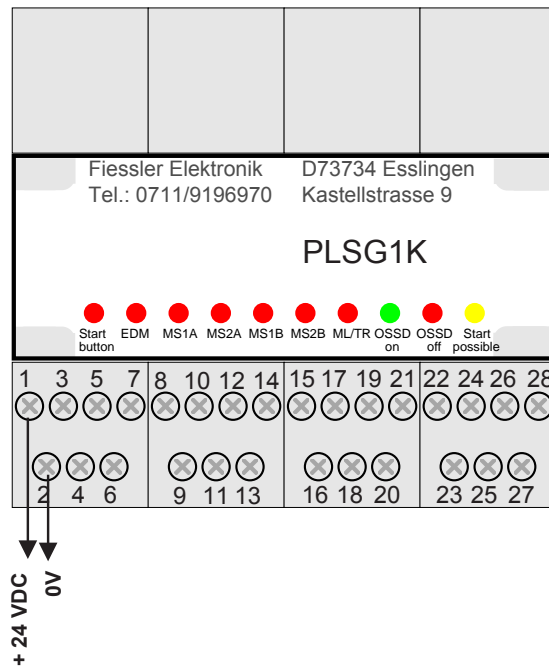 Fiessler Elektronik D73734 Esslingen
Tel.: 0711/9196970 Kastellstrasse 9
PLSG1K
Start button EDM MS1A MS2A MS1B MS2B ML/TR OSSD on OSSD off Start possible
1 3 5 7 8 10 12 14 15 17 19 21 22 24 26 28
2 4 6 9 11 13 16 18 20 23 25 27
+ 24 VDC
0V